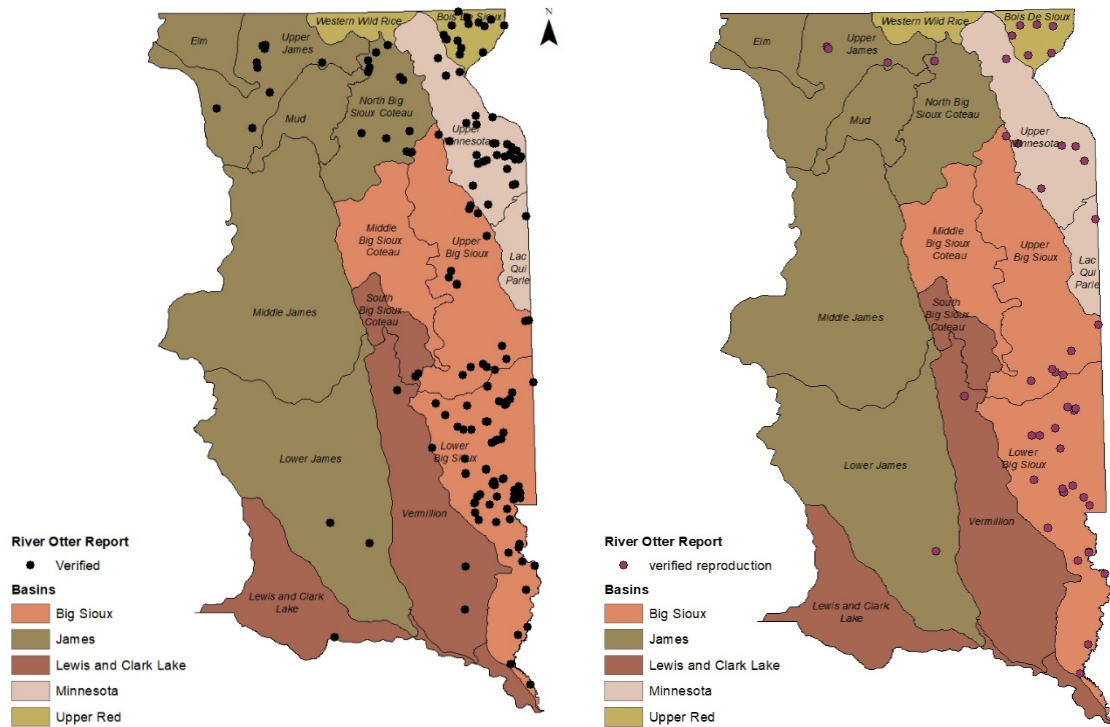 N
Western Wild Rice
Bois De Sioux
Elm
Upper
James
North Big
Sioux Coteau
Mud
Upper
Minnesota
Middle
Big Sioux
Coteau
Upper
Big Sioux
Lac
Qui
Parle
South
Big Sioux
Coteau
Middle James
Lower James
Lower
Big Sioux
Vermillion
Lewis and Clark
Lake
River Otter Report
Verified
Basins
Big Sioux
James
Lewis and Clark Lake
Minnesota
Upper Red
Western Wild Rice
Bois De Sioux
Elm
Upper
James
North Big
Sioux Coteau
Mud
Upper
Minnesota
Middle
Big Sioux
Coteau
Upper
Big Sioux
Lac
Qui
Parle
South
Big Sioux
Coteau
Middle James
Lower James
Lower
Big Sioux
Vermillion
Lewis and Clark
Lake
River Otter Report
verified reproduction
Basins
Big Sioux
James
Lewis and Clark Lake
Minnesota
Upper Red